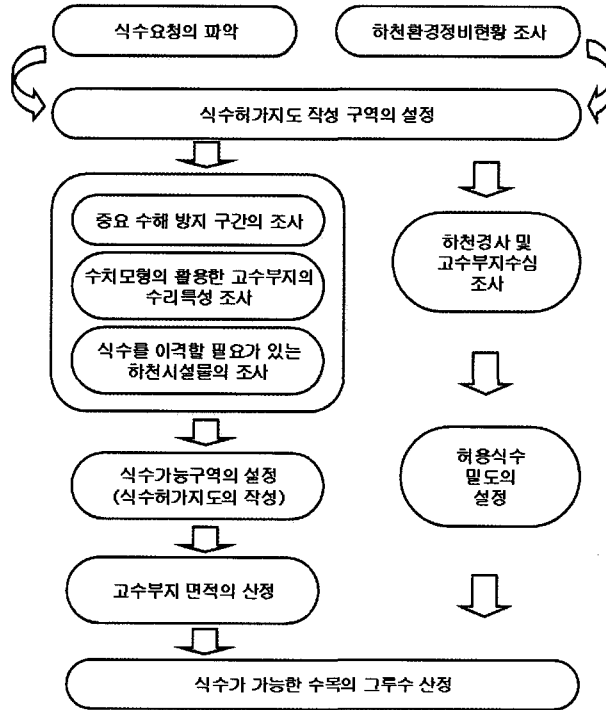 식수요청의 파악
하천환경정비현황 조사
식수허가지도 작성 구역의 설정
중요 수해 방지 구간의 조사
수치모형의 활용한 고수부지의
수리특성 조사
식수를 이격할 필요가 있는
하천시설물의 조사
하천경사 및
고수부지수심
조사
식수가능구역의 설정
(식수허가지도의 작성)
허용식수
밀도의
설정
고수부지 면적의 산정
식수가 가능한 수목의 그루수 산정